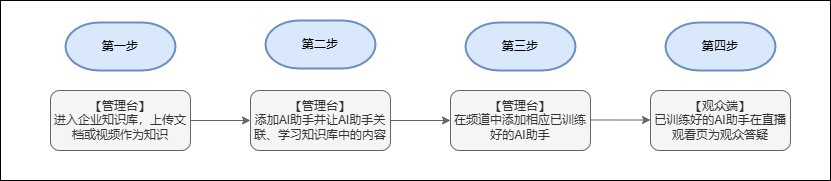 第一步
第二步
第三步
第四步
【管理台】
进入企业知识库，上传文
档或视频作为知识
【管理台】
添加AI助手并让AI助手关
联、学习知识库中的内容
【管理台】
在频道中添加相应已训练
好的AI助手
【观众端】
已训练好的AI助手在直播
观看页为观众答疑